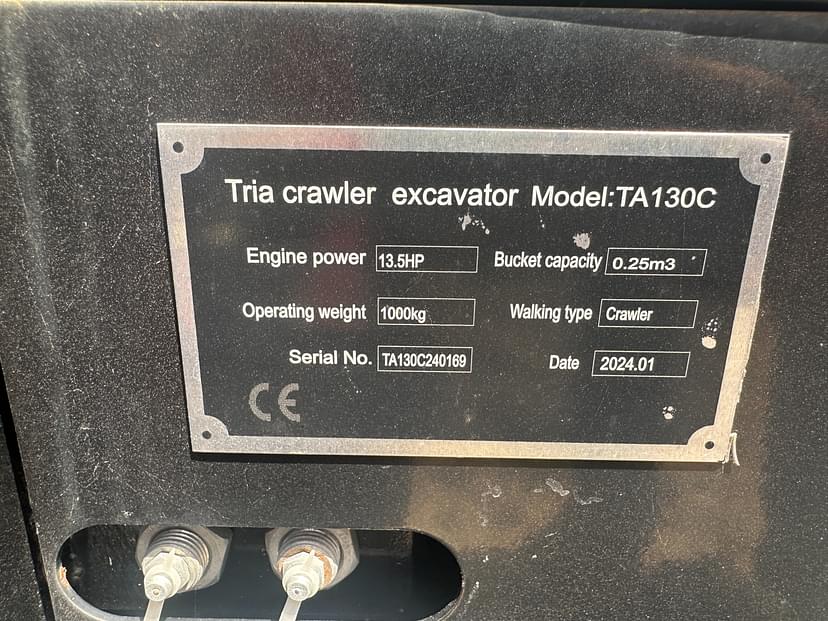 Tria crawler excavator Model:TA130C
Engine power 13.5HP Bucket capacity 0.25m3
Operating weight 1000kg Walking type Crawler
Serial No. TA130C240169 Date 2024.01
CE